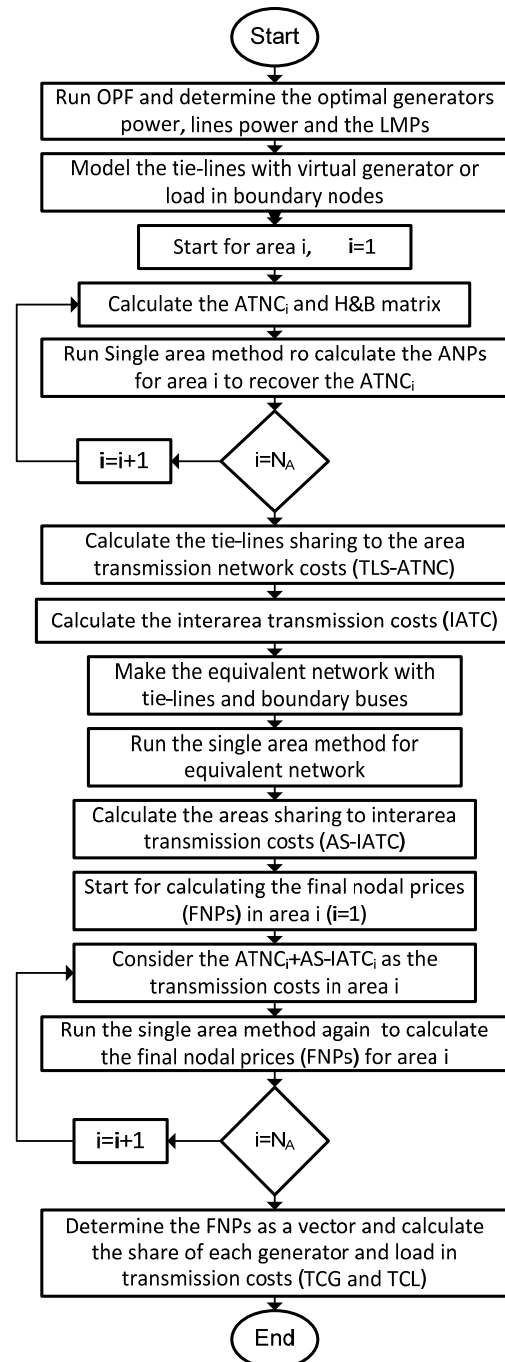 Start
Run OPF and determine the optimal generators
power, lines power and the LMPs
Model the tie-lines with virtual generator or
load in boundary nodes
Start for area i, i=1
Calculate the ATNCi and H&B matrix
Run Single area method ro calculate the ANPs
for area i to recover the ATNCi
i=i+1
i=NA
Calculate the tie-lines sharing to the area
transmission network costs (TLS-ATNC)
Calculate the interarea transmission costs (IATC)
Make the equivalent network with
tie-lines and boundary buses
Run the single area method for
equivalent network
Calculate the areas sharing to interarea
transmission costs (AS-IATC)
Start for calculating the final nodal prices
(FNPs) in area i (i=1)
Consider the ATNCi+AS-IATCi as the
transmission costs in area i
Run the single area method again to calculate
the final nodal prices (FNPs) for area i
i=i+1
i=NA
Determine the FNPs as a vector and calculate
the share of each generator and load in
transmission costs (TCG and TCL)
End